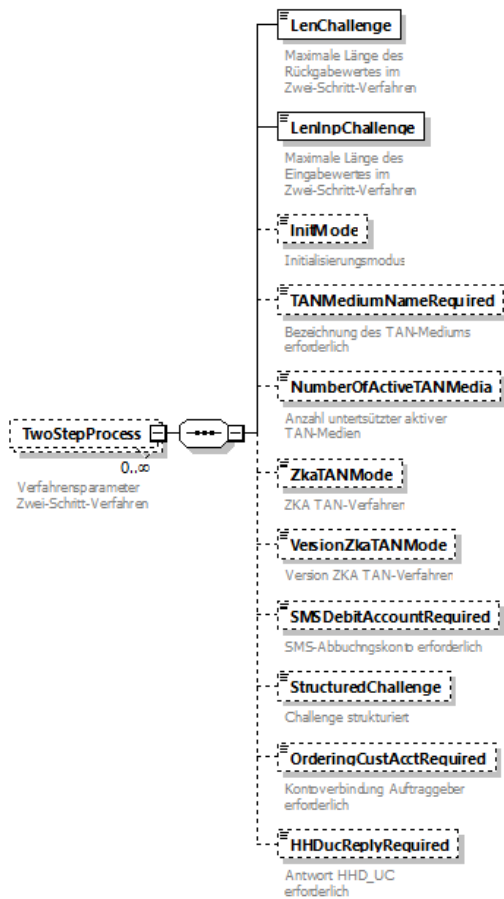 LenChallenge
Maximale Länge des
Rückgabewertes im
Zwei-Schritt-Verfahren
LenInpChallenge
Maximale Länge des
Eingabewertes im
Zwei-Schritt-Verfahren
InitMode
Initialisierungsmodus
TANMediumNameRequired
Bezeichnung des TAN-Mediums
erforderlich
NumberOfActiveTANMedia
Anzahl untersützter aktiver
TAN-Medien
TwoStepProcess
0..∞
Verfahrensparameter
Zwei-Schritt-Verfahren
ZkaTANMode
ZKA TAN-Verfahren
VersionZkaTANMode
Version ZKA TAN-Verfahren
SMSDebitAccountRequired
SMS-Abbuchngskonto erforderlich
StructuredChallenge
Challenge strukturiert
OrderingCustAcctRequired
Kontoverbindung Auftraggeber
erforderlich
HHDucReplyRequired
Antwort HHD_UC
erforderlich